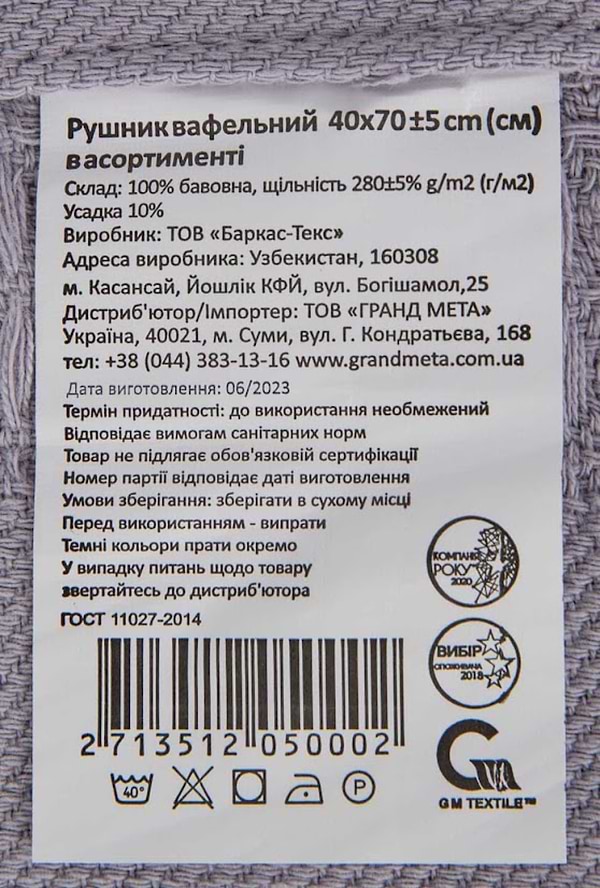 Рушник вафельний 40х70±5 cm (см)
в асортименті
Склад: 100% бавовна, щільність 280±5% g/m2 (г/м2)
Усадка 10%
Виробник: ТОВ «Баркас-Текс»
Адреса виробника: Узбекистан, 160308
м. Касансай, Йошлік КФЙ, вул. Богішамол,25
Дистриб'ютор/Імпортер: ТОВ «ГРАНД МЕТА»
Україна, 40021, м. Суми, вул. Г. Кондратьєва, 168
тел: +38 (044) 383-13-16 www.grandmeta.com.ua
Дата виготовлення: 06/2023
Термін придатності: до використання необмежений
Відповідає вимогам санітарних норм
Товар не підлягає обов'язковій сертифікації
Номер партії відповідає даті виготовлення
Умови зберігання: зберігати в сухому місці
Перед використанням - випрати
Темні кольори прати окремо
У випадку питань щодо товару
звертайтесь до дистриб'ютора
ГОСТ 11027-2014
КОМПАНІЯ
РОКУ
2020
ВИБІР
СПОЖИВАЧА
2018
2 713512 050002
40°
P
GM TEXTILE™